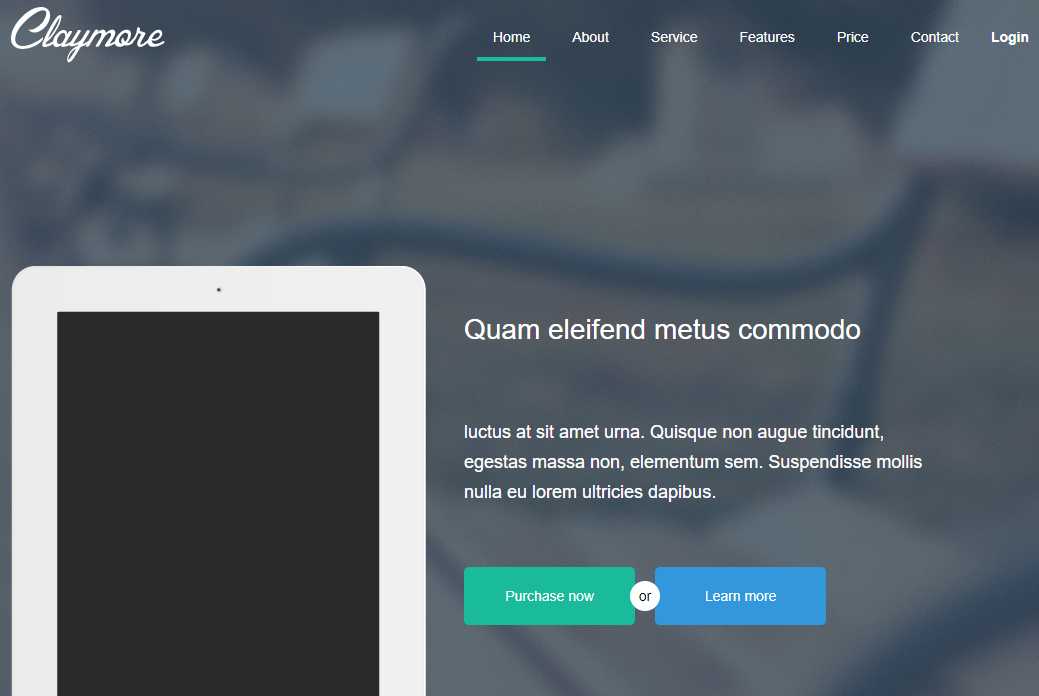 Claymore
Home About Service Features Price Contact Login
Quam eleifend metus commodo
luctus at sit amet urna. Quisque non augue tincidunt,
egestas massa non, elementum sem. Suspendisse mollis
nulla eu lorem ultricies dapibus.
Purchase now or Learn more